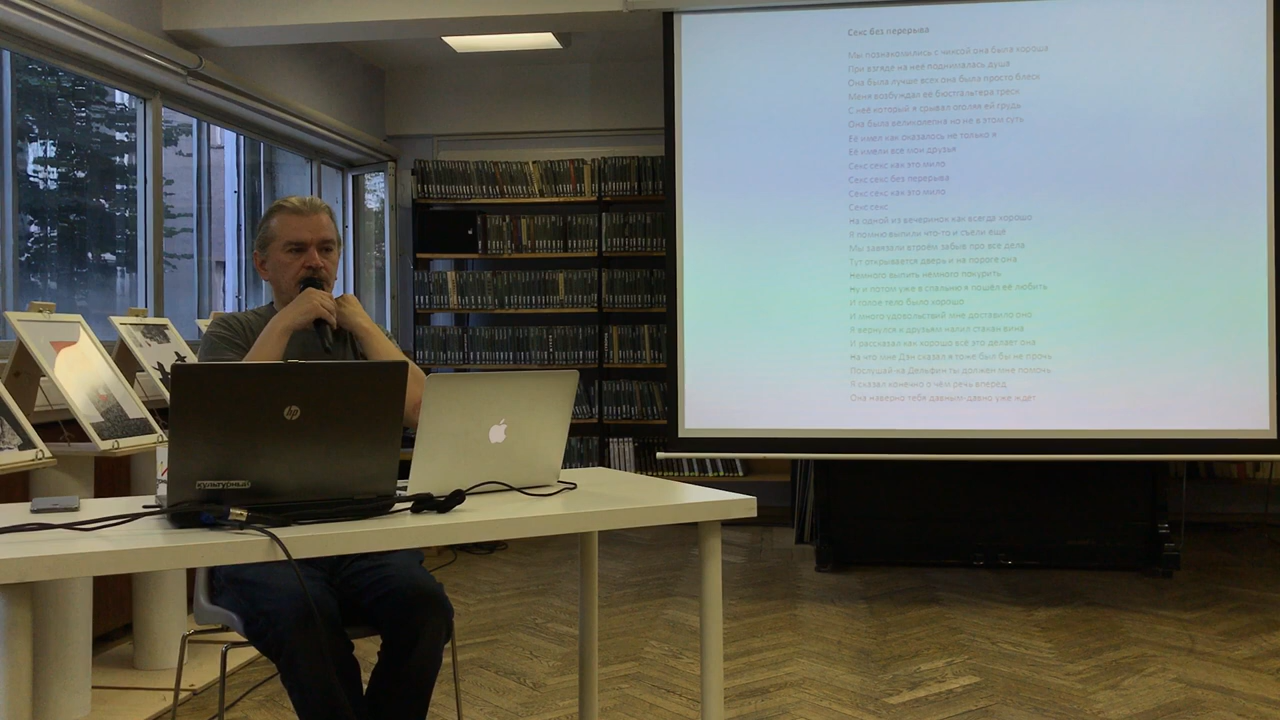 Секс без перерыва
Мы познакомились с чиксой она была хороша
При взгляде на неё поднималась душа
Она была лучше всех она была просто блеск
Меня возбуждал её бюстгальтера треск
С неё который я срывал оголяя ей грудь
Она была великолепна но не в этом суть
Её имел как оказалось не только я
Её имели все мои друзья
Секс секс как это мило
Секс секс без перерыва
Секс секс как это мило
Секс секс
На одной из вечеринок как всегда хорошо
Я помню выпили что-то и съели ещё
Мы зависали втроём забыв про все дела
Тут открывается дверь и на пороге она
Немного выпить немного покурить
Ну и потом уже в спальню я пошёл её любить
И голое тело было хорошо
И много удовольствий мне доставило оно
Я вернулся к друзьям налил стакан вина
И рассказал как хорошо всё это делает она
На что мне Дэн сказал я тоже был бы не прочь
Послушай-ка Дельфин ты должен мне помочь
Я сказал конечно о чём речь вперёд
Она наверно тебя давным-давно уже ждет
hp
культурный